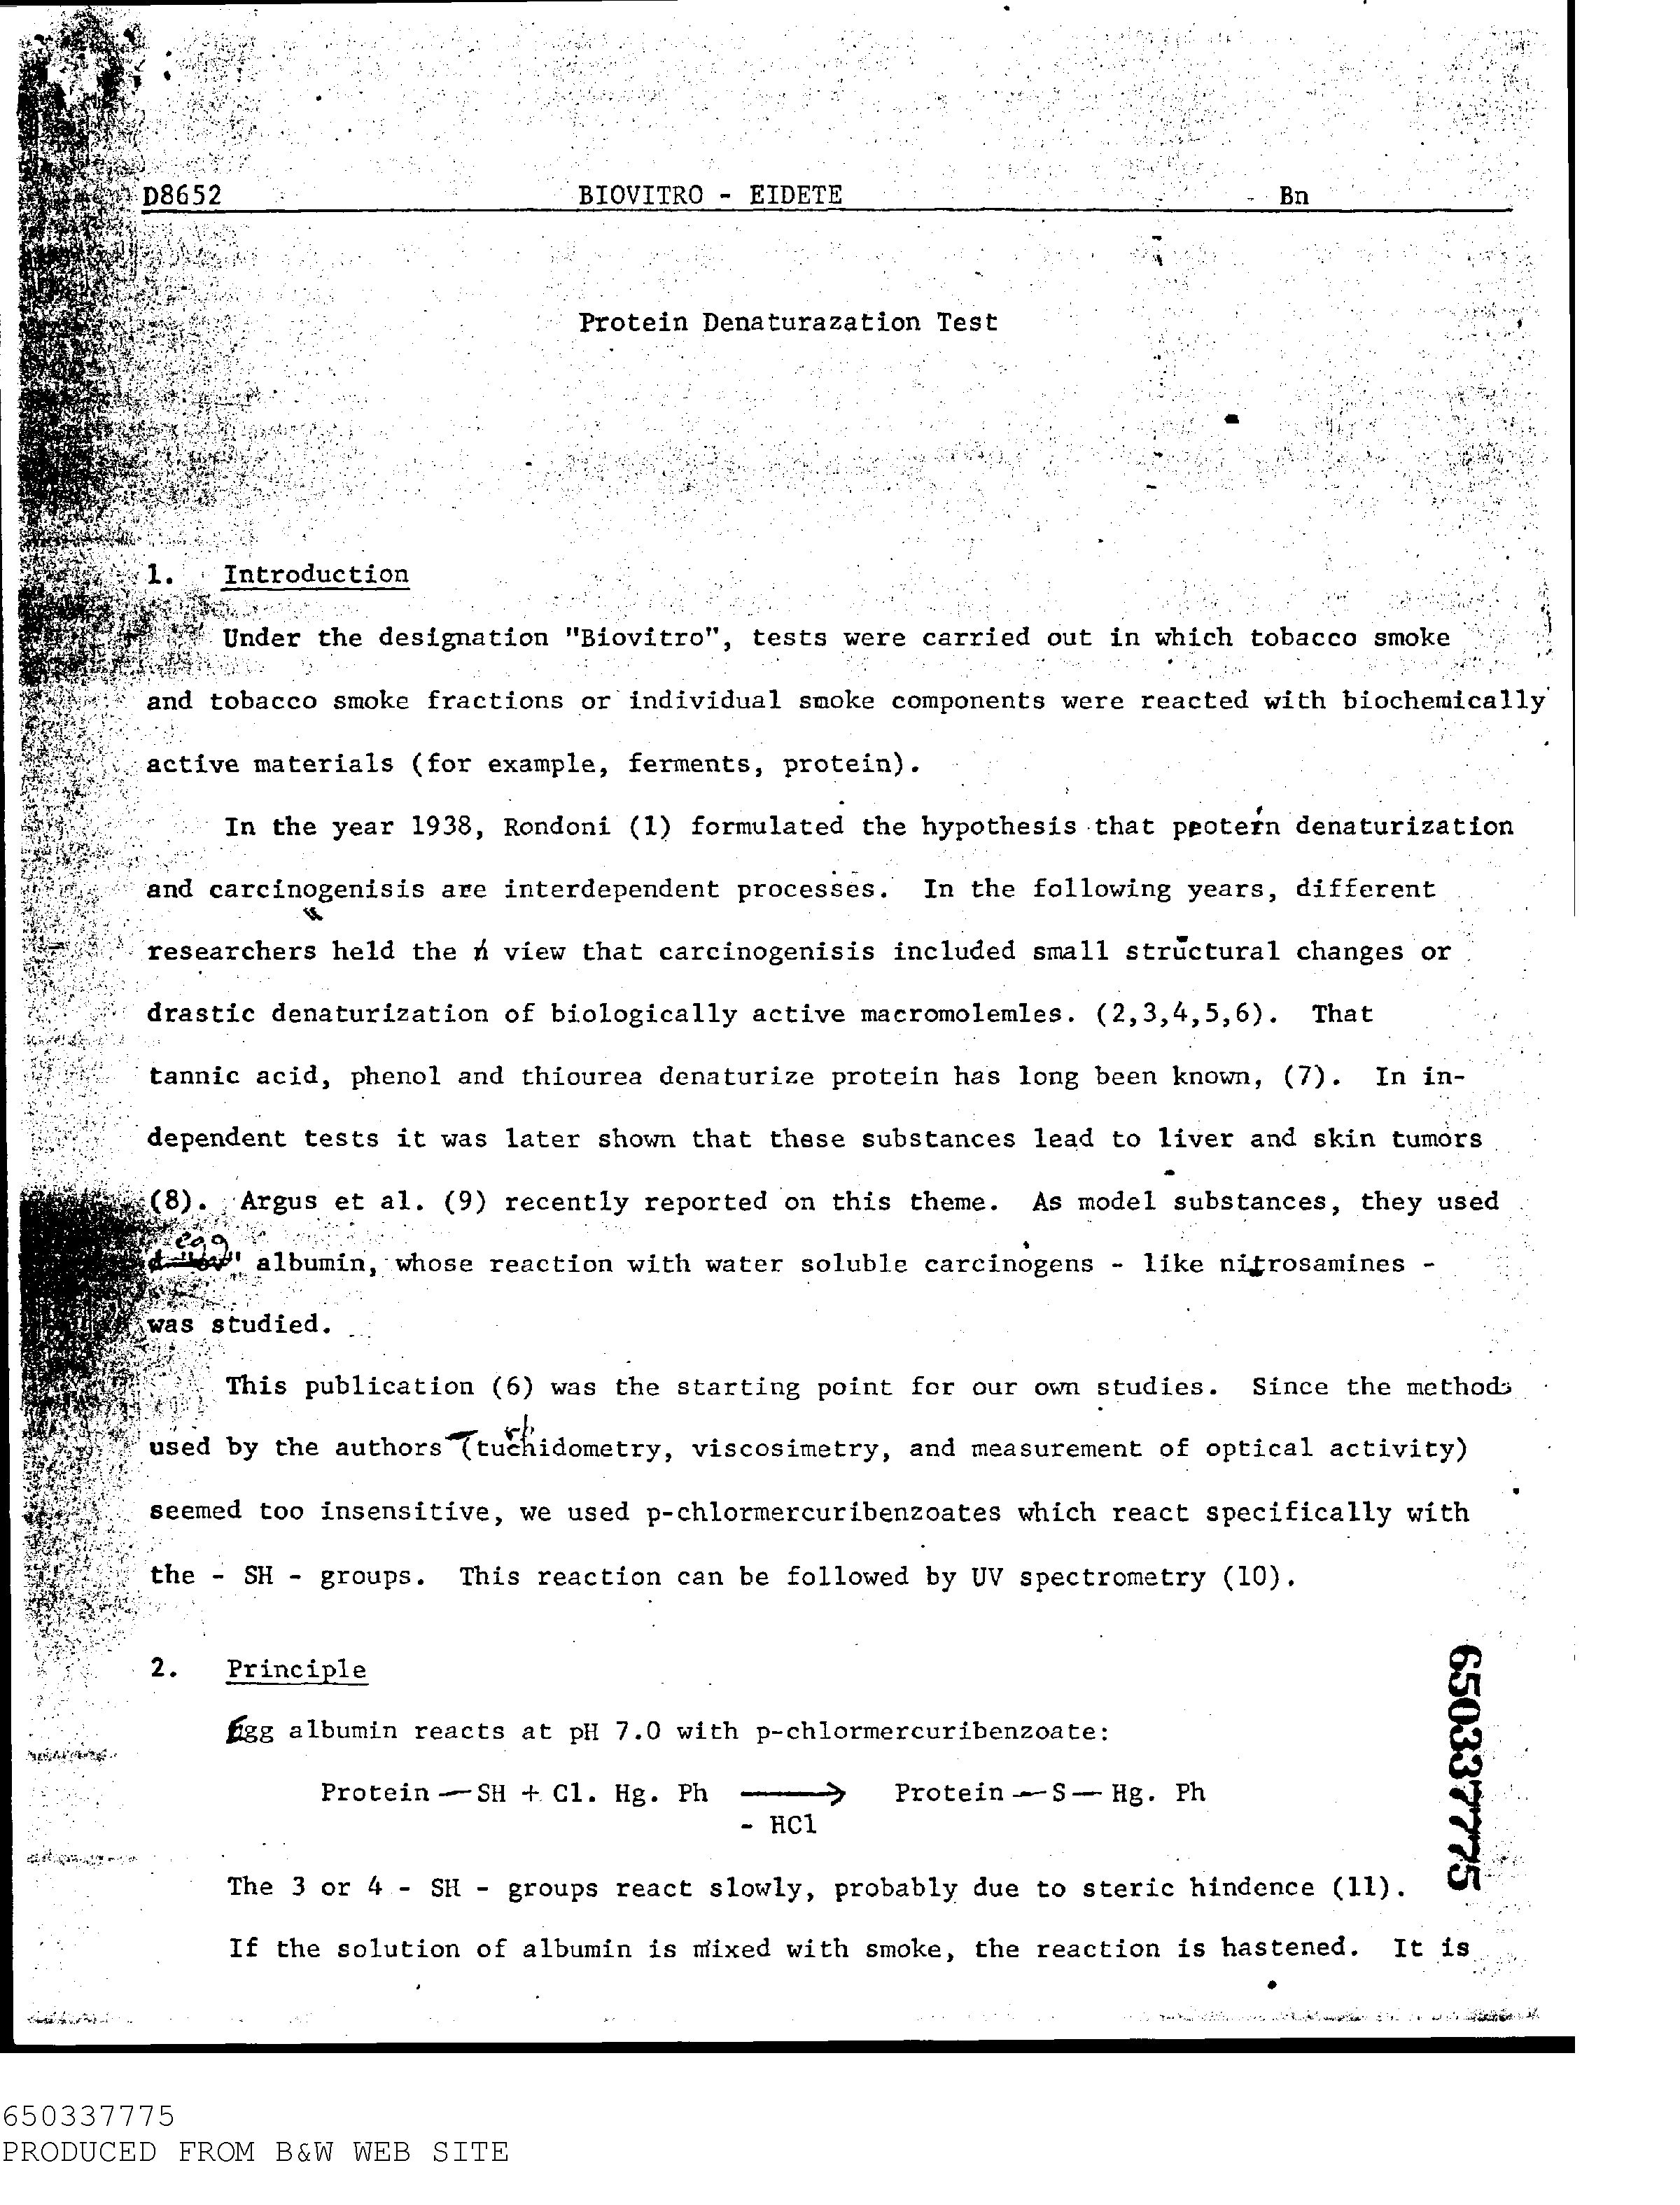 D8652 BIOVITRO - EIDETE Bn
Protein Denaturazation Test
1. Introduction
Under the designation "Biovitro", tests were carried out in which tobacco smoke
and tobacco smoke fractions or individual smoke components were reacted with biochemically
active materials (for example, ferments, protein).
In the year 1938, Rondoni (1) formulated the hypothesis that protein denaturization
and carcinogenisis are interdependent processes. In the following years, different
researchers held the view that carcinogenisis included small structural changes or
drastic denaturization of biologically active macromolemles. (2,3,4,5,6). That
tannic acid, phenol and thiourea denaturize protein has long been known, (7). In in-
dependent tests it was later shown that these substances lead to liver and skin tumors
(8). Argus et al. (9) recently reported on this theme. As model substances, they used
egg albumin, whose reaction with water soluble carcinogens - like nitrosamines -
was studied.
This publication (6) was the starting point for our own studies. Since the methods
used by the authors (tuchidometry, viscosimetry, and measurement of optical activity)
seemed too insensitive, we used p-chlormercuribenzoates which react specifically with
the - SH - groups. This reaction can be followed by UV spectrometry (10).
2. Principle
Egg albumin reacts at pH 7.0 with p-chlormercuribenzoate:
Protein — SH + Cl. Hg. Ph ⟶ Protein — S — Hg. Ph
- HCl
The 3 or 4 - SH - groups react slowly, probably due to steric hindence (11).
If the solution of albumin is mixed with smoke, the reaction is hastened. It is
650337775
650337775
PRODUCED FROM B&W WEB SITE